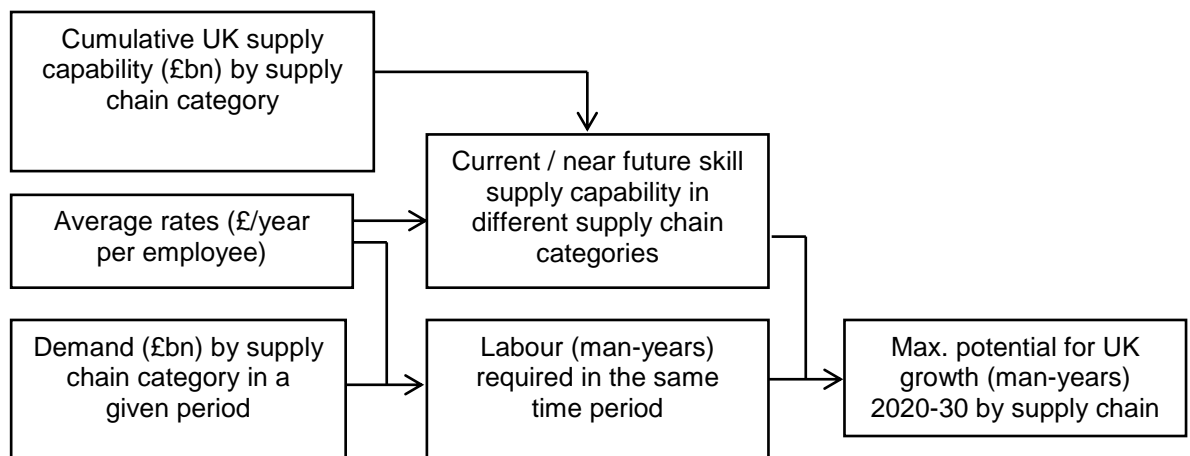 Cumulative UK supply
capability (£bn) by supply
chain category
Current / near future skill
supply capability in
different supply chain
categories
Average rates (£/year
per employee)
Demand (£bn) by supply
chain category in a
given period
Labour (man-years)
required in the same
time period
Max. potential for UK
growth (man-years)
2020-30 by supply chain